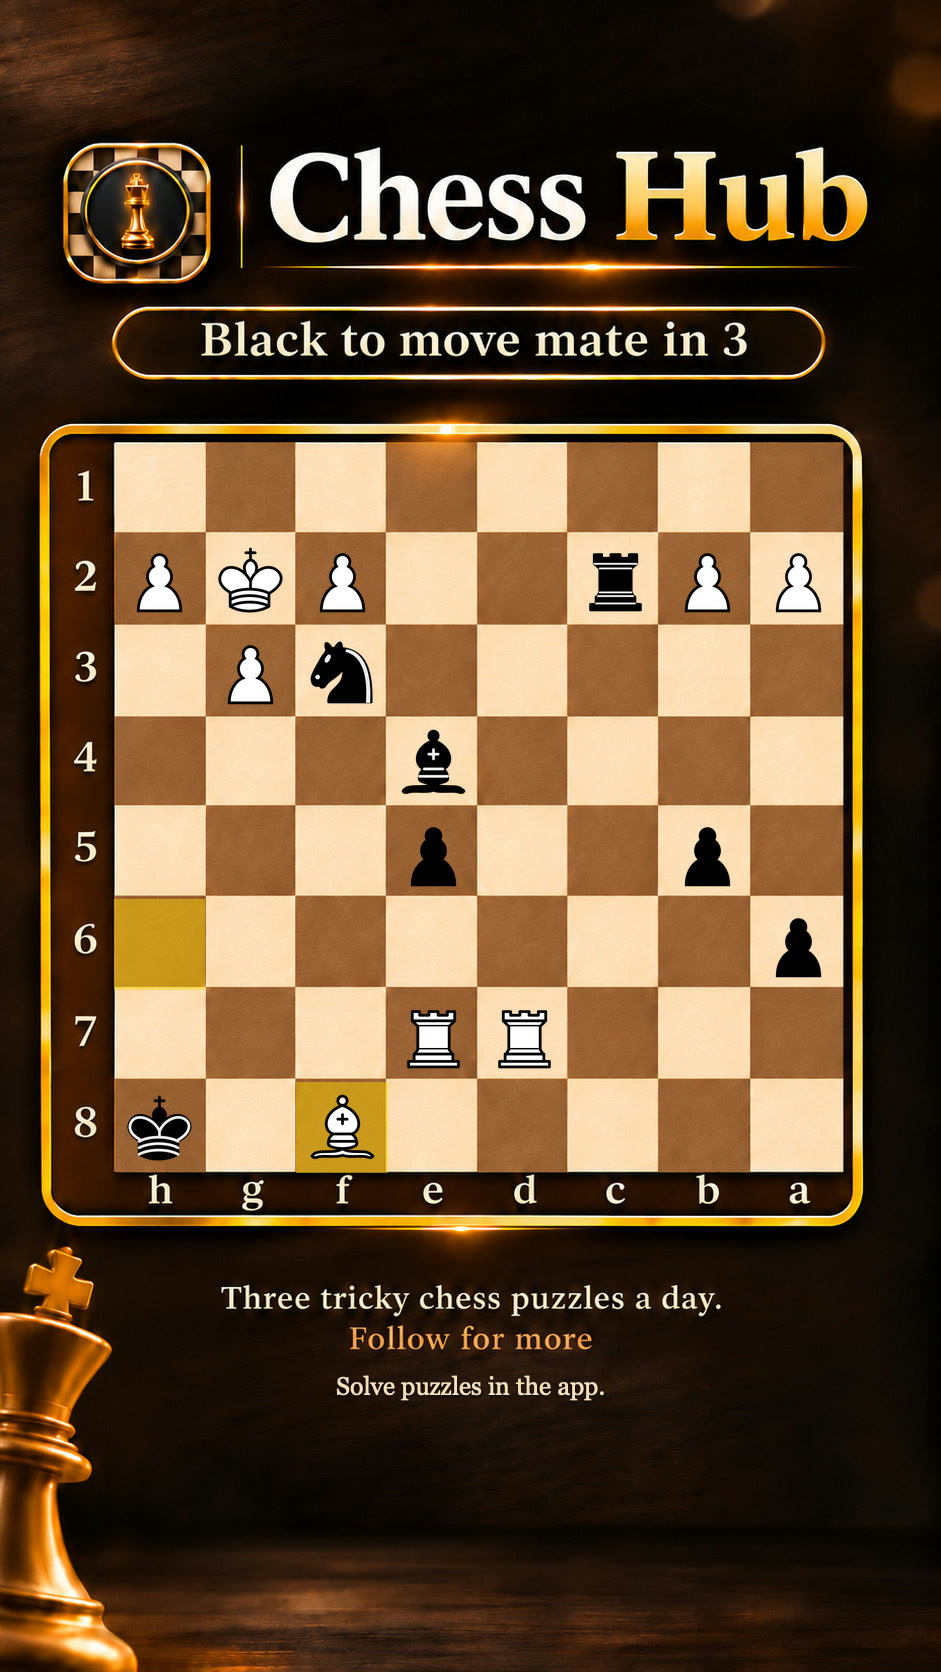 Chess Hub
Black to move mate in 3
1
2
3
4
5
6
7
8
h g f e d c b a
Three tricky chess puzzles a day.
Follow for more
Solve puzzles in the app.